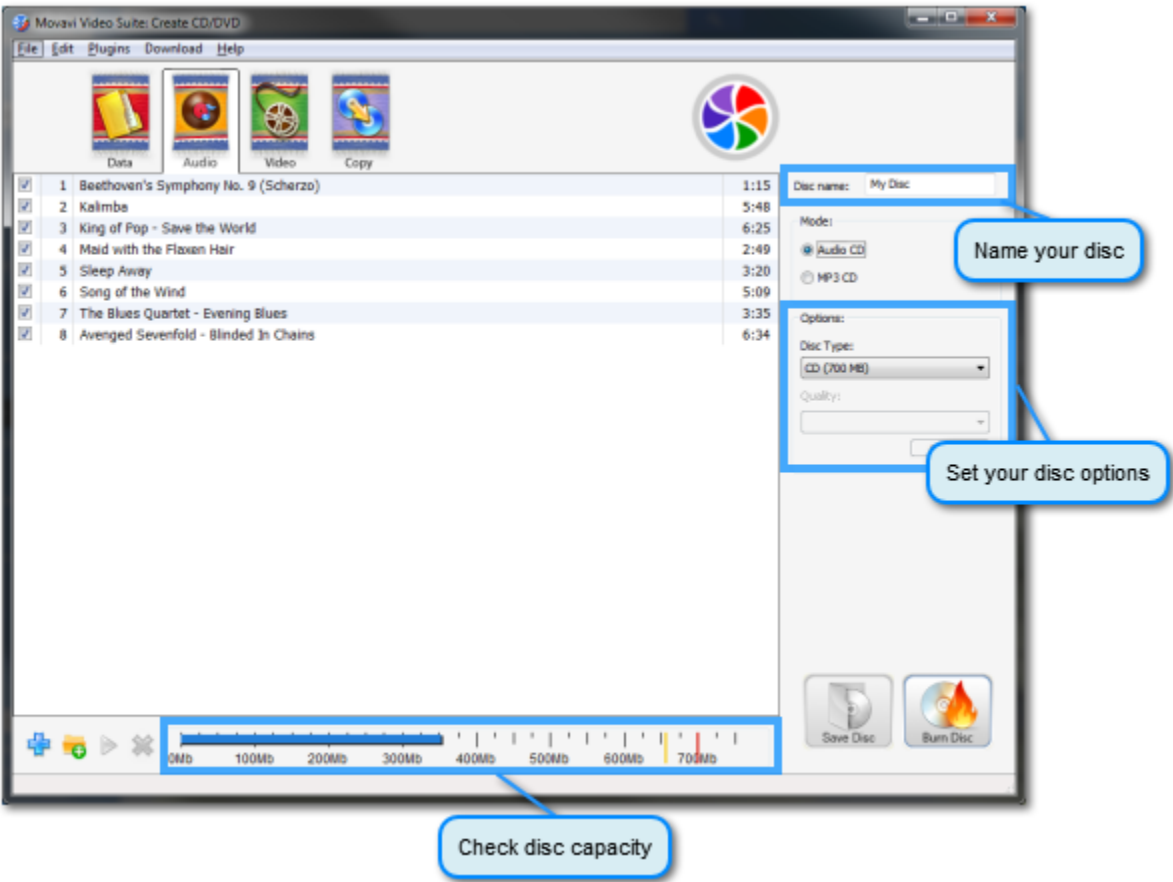 Movavi Video Suite: Create CD/DVD
File Edit Plugins Download Help
Data Audio Video Copy
1 Beethoven's Symphony No. 9 (Scherzo) 1:15
2 Kalimba 5:48
3 King of Pop - Save the World 6:25
4 Maid with the Flaxen Hair 2:49
5 Sleep Away 3:20
6 Song of the Wind 5:09
7 The Blues Quartet - Evening Blues 3:35
8 Avenged Sevenfold - Blinded In Chains 6:34
Disc name: My Disc
Name your disc
Mode:
Audio CD
MP3 CD
Options:
Disc Type:
CD (700 MB)
Quality:
Set your disc options
Save Disc Burn Disc
0Mb 100Mb 200Mb 300Mb 400Mb 500Mb 600Mb 700Mb
Check disc capacity